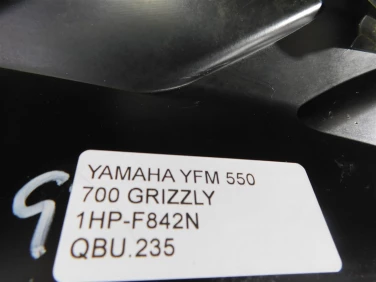 YAMAHA YFM 550
700 GRIZZLY
1HP-F842N
QBU.235